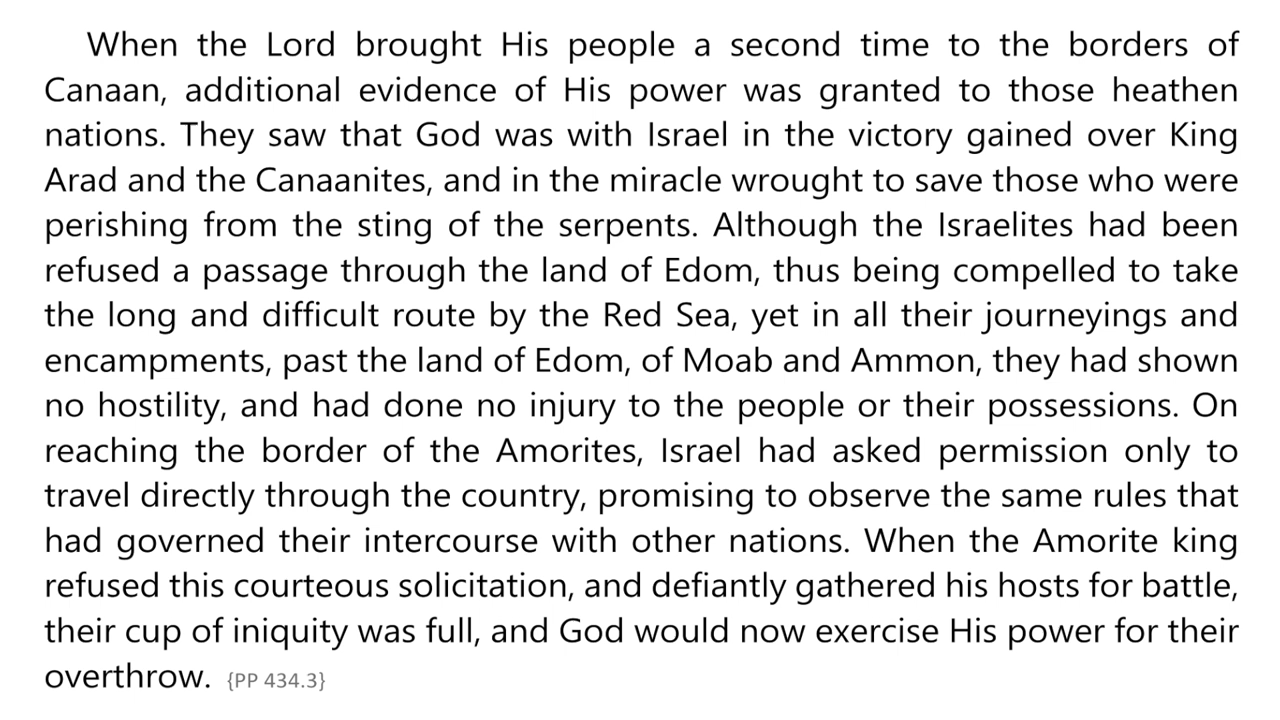 When the Lord brought His people a second time to the borders of
Canaan, additional evidence of His power was granted to those heathen
nations. They saw that God was with Israel in the victory gained over King
Arad and the Canaanites, and in the miracle wrought to save those who were
perishing from the sting of the serpents. Although the Israelites had been
refused a passage through the land of Edom, thus being compelled to take
the long and difficult route by the Red Sea, yet in all their journeyings and
encampments, past the land of Edom, of Moab and Ammon, they had shown
no hostility, and had done no injury to the people or their possessions. On
reaching the border of the Amorites, Israel had asked permission only to
travel directly through the country, promising to observe the same rules that
had governed their intercourse with other nations. When the Amorite king
refused this courteous solicitation, and defiantly gathered his hosts for battle,
their cup of iniquity was full, and God would now exercise His power for their
overthrow. {PP 434.3}